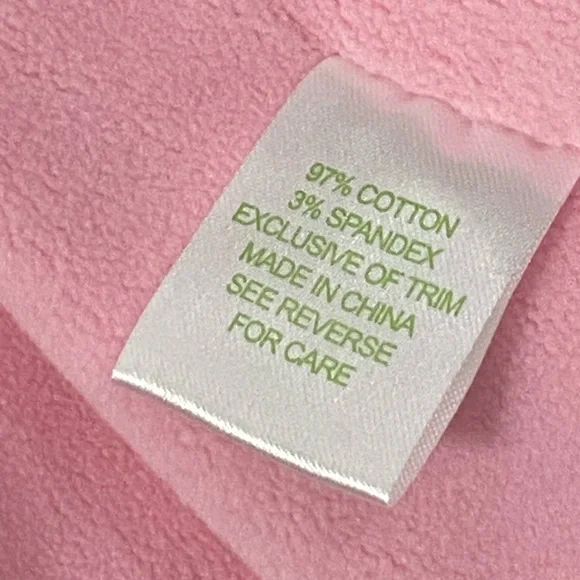 97% COTTON
3% SPANDEX
EXCLUSIVE OF TRIM
MADE IN CHINA
SEE REVERSE
FOR CARE